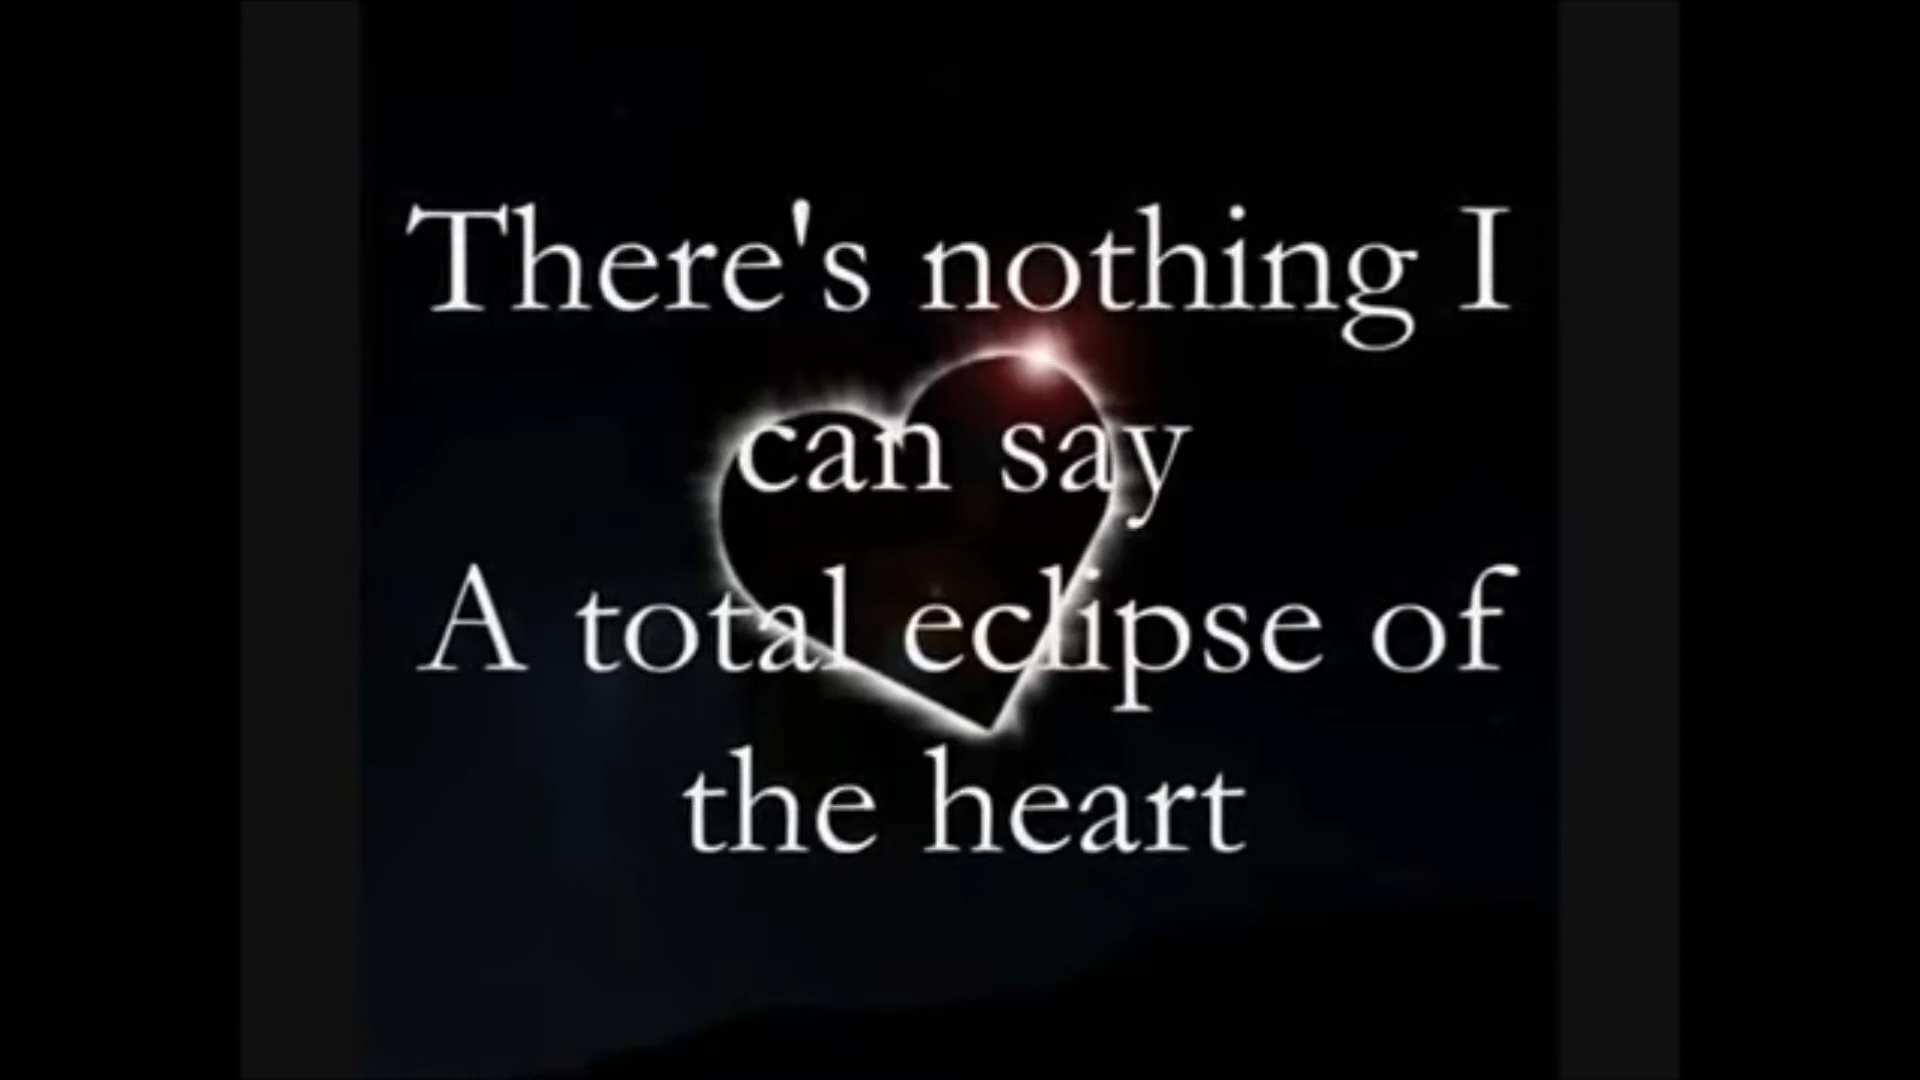 There's nothing I
can say
A total eclipse of
the heart